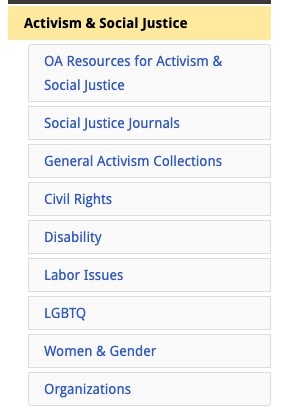 Activism & Social Justice
OA Resources for Activism &
Social Justice
Social Justice Journals
General Activism Collections
Civil Rights
Disability
Labor Issues
LGBTQ
Women & Gender
Organizations